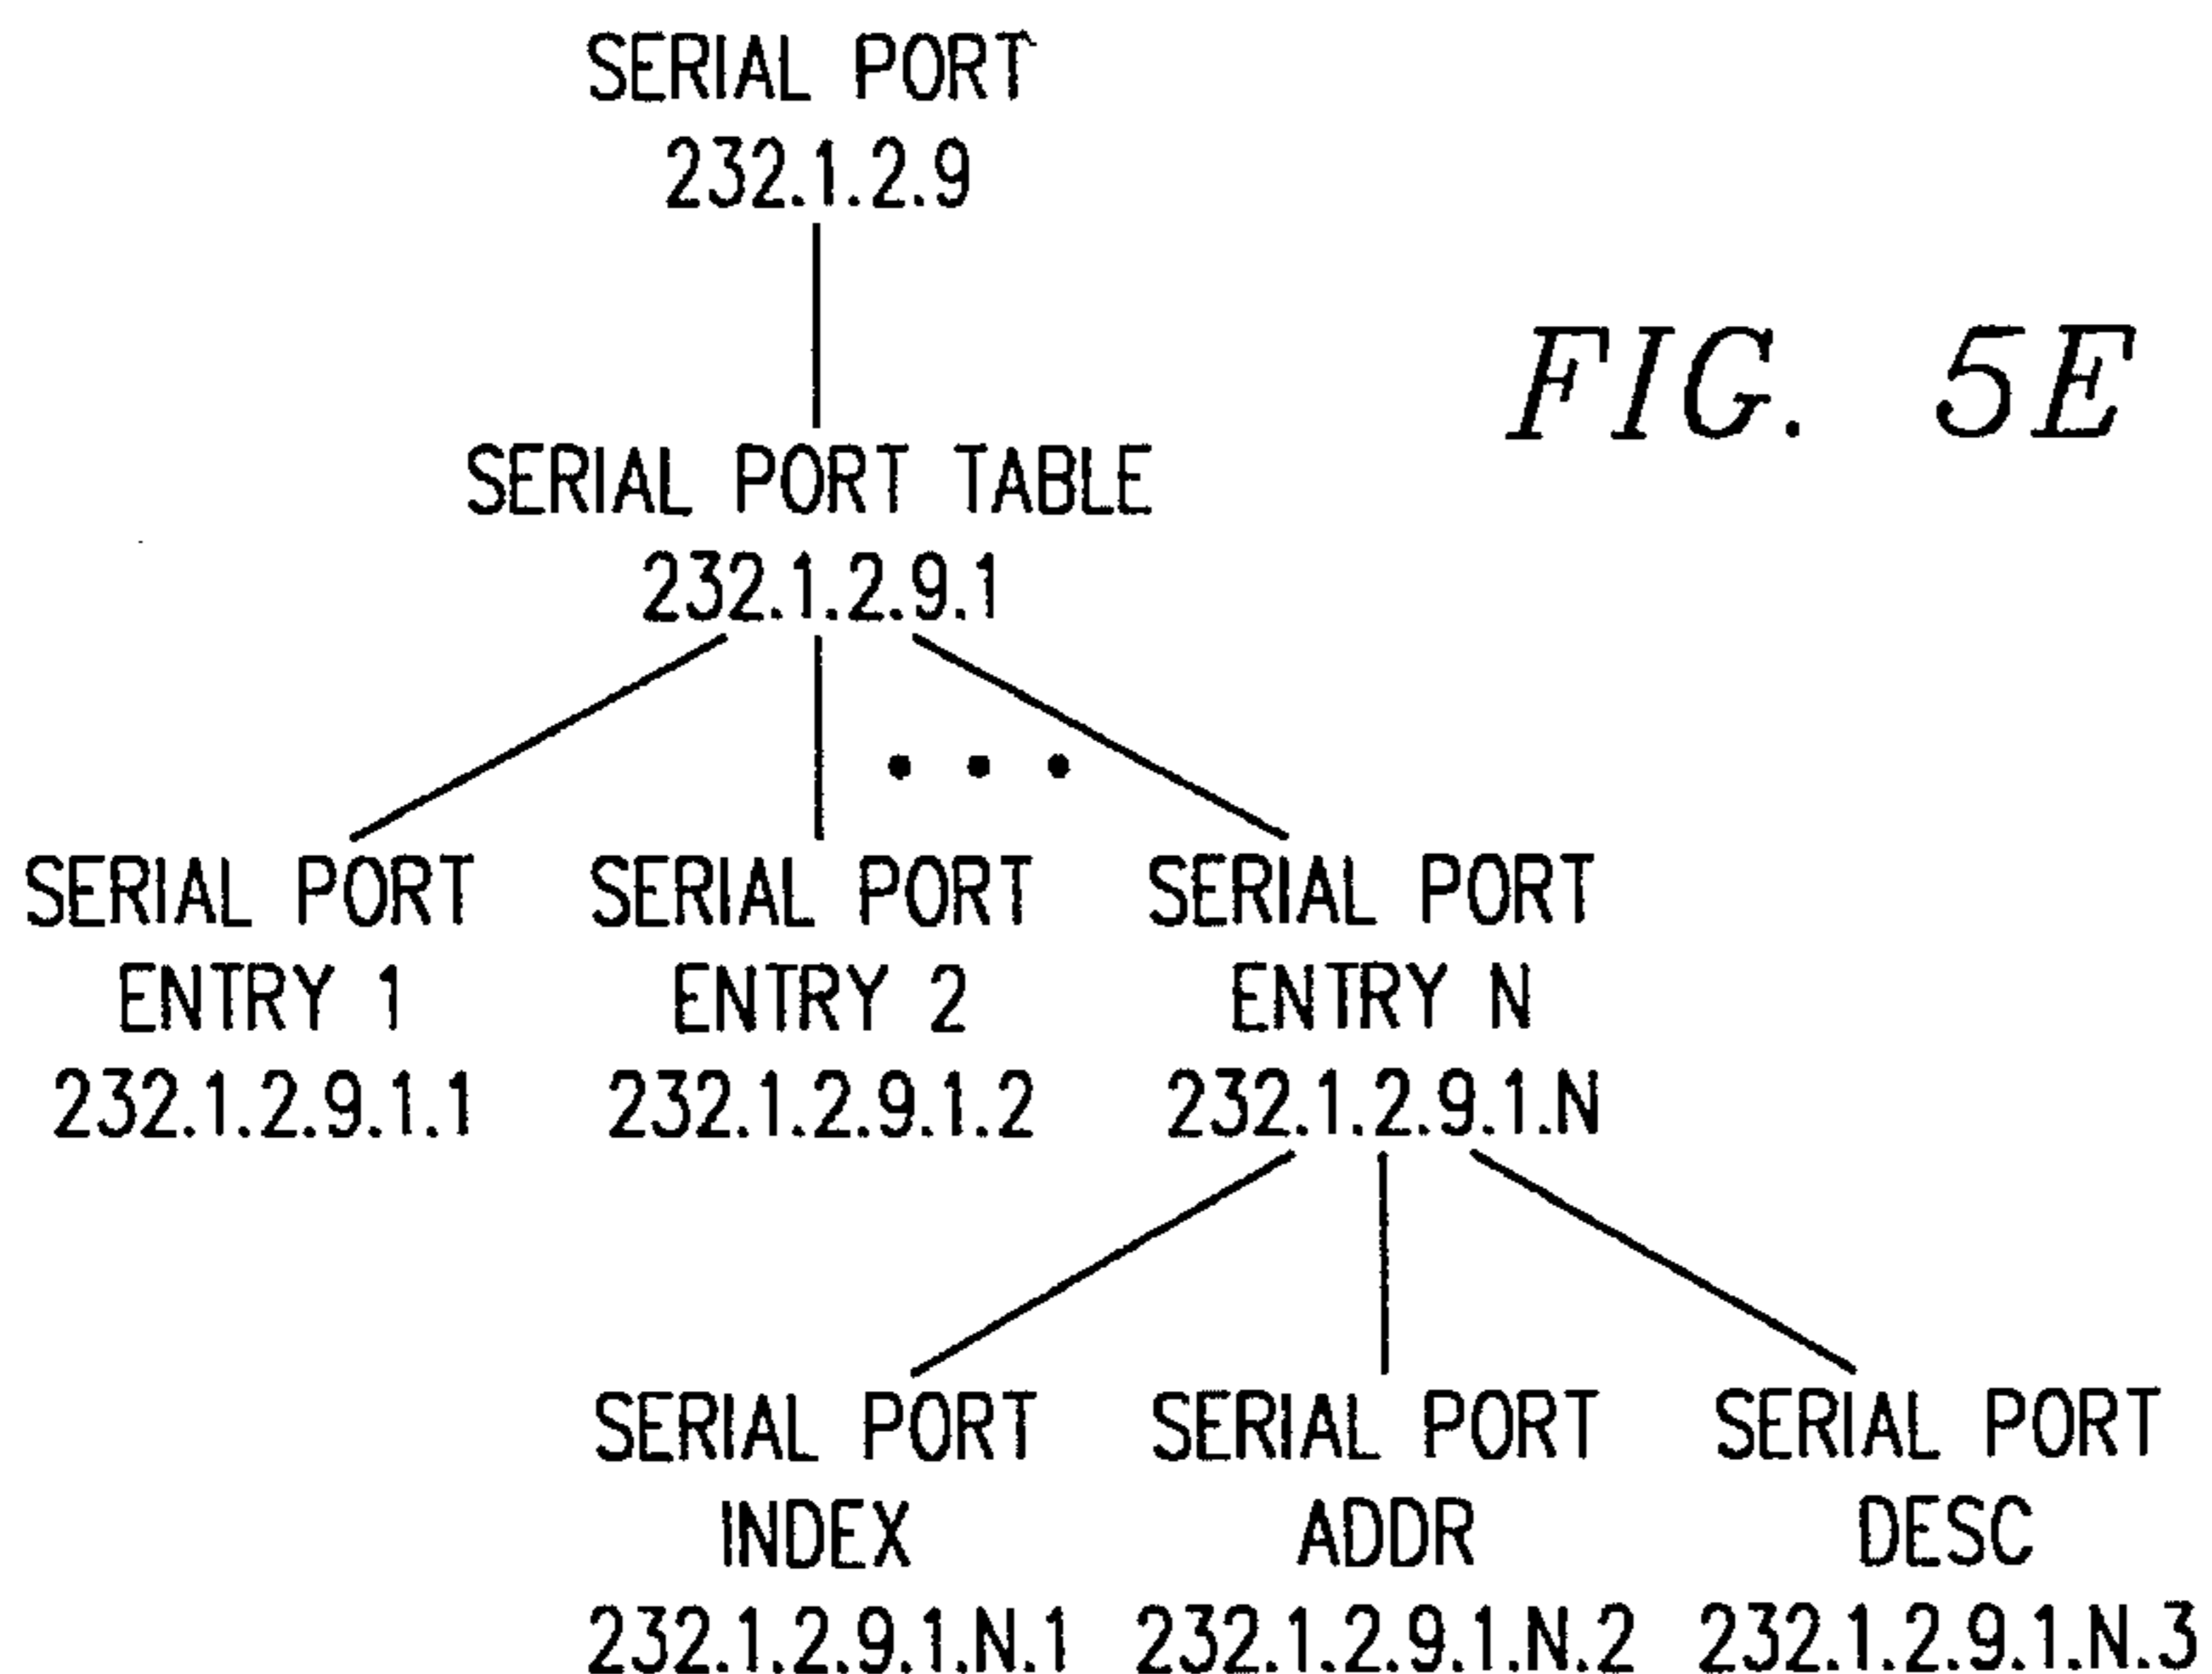 SERIAL PORT
232.1.2.9
FIG. 5E
SERIAL PORT TABLE
232.1.2.9.1
SERIAL PORT
ENTRY 1
232.1.2.9.1.1
SERIAL PORT
ENTRY 2
232.1.2.9.1.2
SERIAL PORT
ENTRY N
232.1.2.9.1.N
SERIAL PORT
INDEX
232.1.2.9.1.N.1
SERIAL PORT
ADDR
232.1.2.9.1.N.2
SERIAL PORT
DESC
232.1.2.9.1.N.3